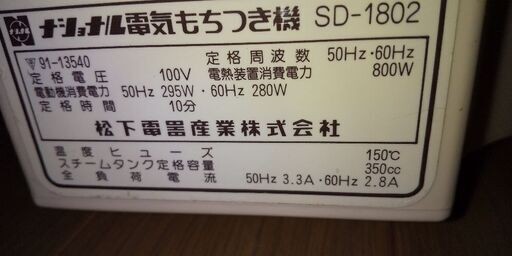 ナショナル ナショナル電気もちつき機 SD-1802
〒91-13540 定格周波数 50Hz・60Hz
定格電圧 100V 電熱装置消費電力 800W
電動機消費電力 50Hz 295W・60Hz 280W
定格時間 10分
松下電器産業株式会社
温度ヒューズ 150℃
スチームタンク定格容量 350cc
全負荷電流 50Hz 3.3A・60Hz 2.8A